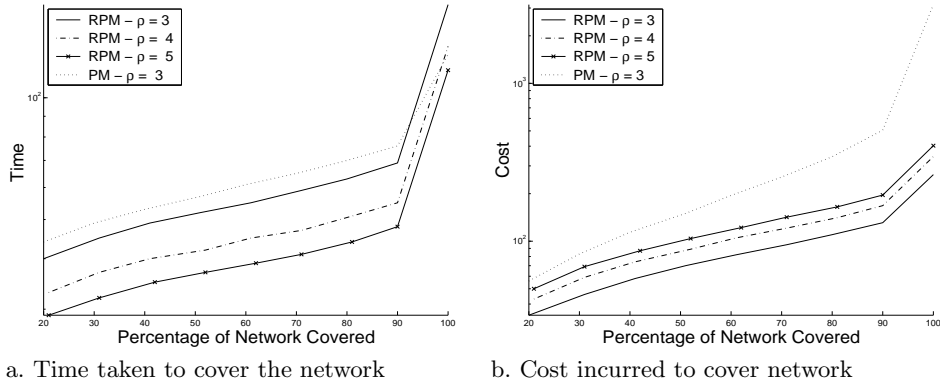 RPM – ρ = 3
RPM – ρ = 4
RPM – ρ = 5
PM – ρ = 3
10²
Time
20 30 40 50 60 70 80 90 100
Percentage of Network Covered
a. Time taken to cover the network
RPM – ρ = 3
RPM – ρ = 4
RPM – ρ = 5
PM – ρ = 3
10³
10²
Cost
20 30 40 50 60 70 80 90 100
Percentage of Network Covered
b. Cost incurred to cover network